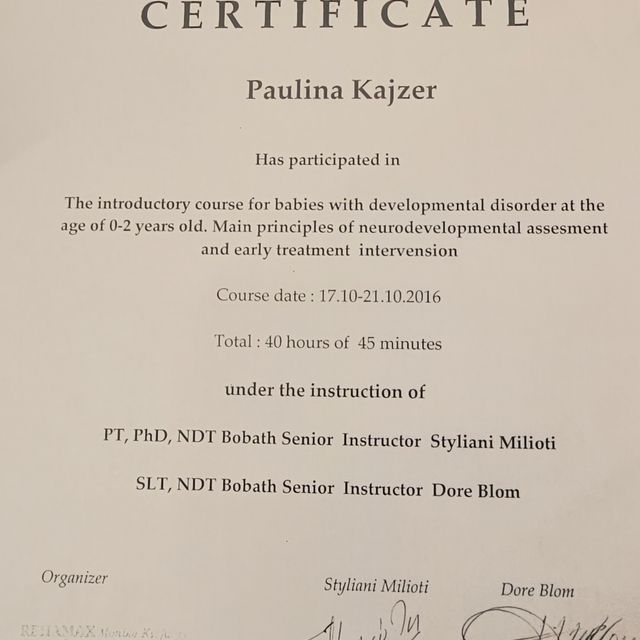 CERTIFICATE
Paulina Kajzer
Has participated in
The introductory course for babies with developmental disorder at the
age of 0-2 years old. Main principles of neurodevelopmental assesment
and early treatment intervension
Course date : 17.10-21.10.2016
Total : 40 hours of 45 minutes
under the instruction of
PT, PhD, NDT Bobath Senior Instructor Styliani Milioti
SLT, NDT Bobath Senior Instructor Dore Blom
Organizer
Styliani Milioti
Dore Blom
REHAMAX